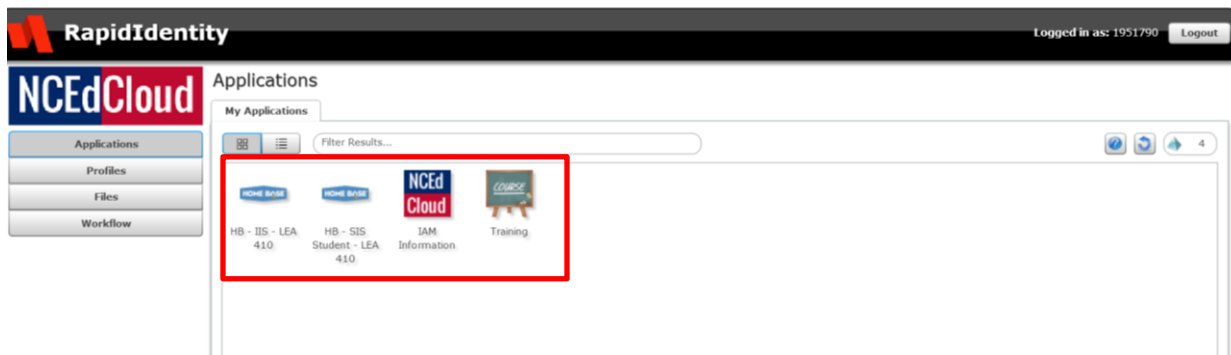 RapidIdentity
Logged in as: 1951790 Logout
NCEdCloud
Applications
My Applications
Applications
Profiles
Files
Workflow
Filter Results...
4
HOME BASE
HOME BASE
NCEd
Cloud
COURSE
HB - IIS - LEA
410
HB - SIS
Student - LEA
410
IAM
Information
Training